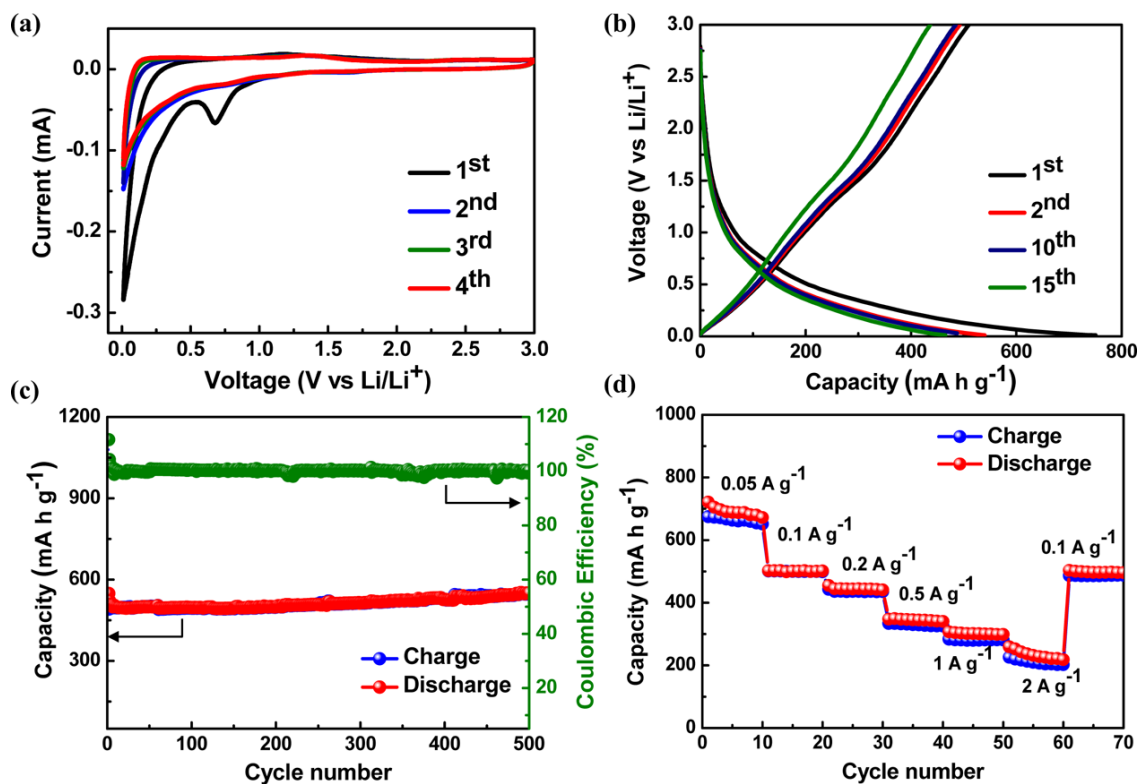 (a)
0.0
-0.1
-0.2
-0.3
Current (mA)
1st
2nd
3rd
4th
0.0 0.5 1.0 1.5 2.0 2.5 3.0
Voltage (V vs Li/Li+)
(b)
3.0
2.5
2.0
1.5
1.0
0.5
0.0
Voltage (V vs Li/Li+)
1st
2nd
10th
15th
0 200 400 600 800
Capacity (mA h g-1)
(c)
1200
900
600
300
Capacity (mA h g-1)
120
100
80
60
40
20
Coulombic Efficiency (%)
Charge
Discharge
0 100 200 300 400 500
Cycle number
(d)
1000
800
600
400
200
0
Capacity (mA h g-1)
Charge
Discharge
0.05 A g-1
0.1 A g-1
0.2 A g-1
0.5 A g-1
1 A g-1
2 A g-1
0.1 A g-1
0 10 20 30 40 50 60 70
Cycle number